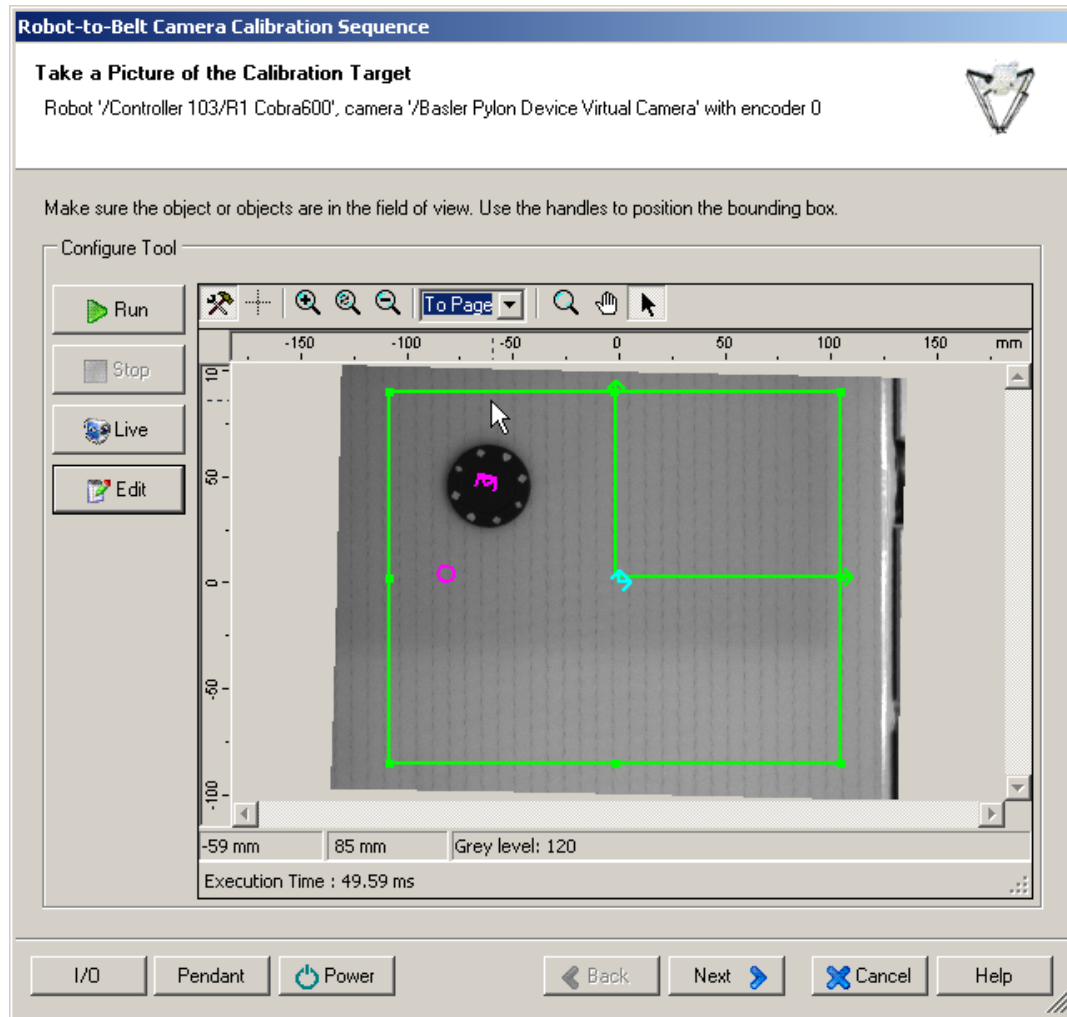 Robot-to-Belt Camera Calibration Sequence
Take a Picture of the Calibration Target
Robot '/Controller 103/R1 Cobra600', camera '/Basler Pylon Device Virtual Camera' with encoder 0
Make sure the object or objects are in the field of view. Use the handles to position the bounding box.
Configure Tool
Run
To Page
-150 -100 -50 0 50 100 150 mm
Stop
Live
Edit
10
50
0
-50
-100
-59 mm 85 mm Grey level: 120
Execution Time : 49.59 ms
I/O Pendant Power Back Next Cancel Help